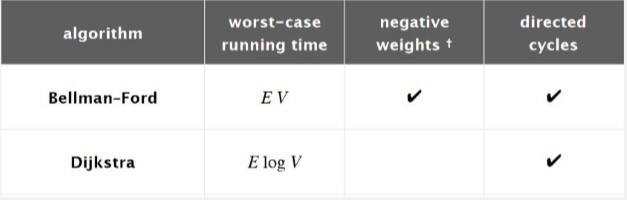 algorithm worst-case running time negative weights † directed cycles
Bellman-Ford E V ✔ ✔
Dijkstra E log V ✔